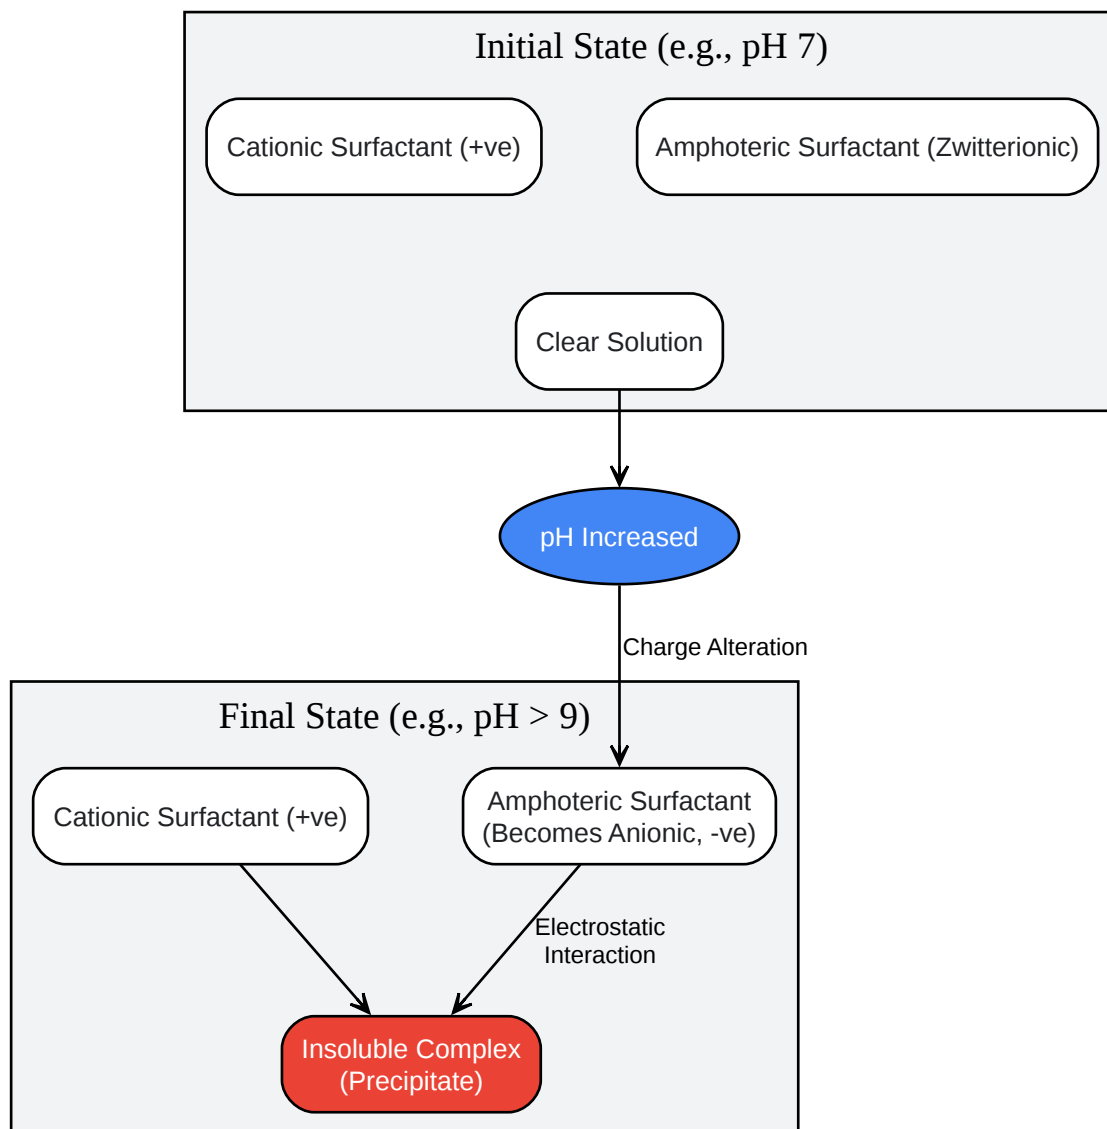 Initial State (e.g., pH 7)
Cationic Surfactant (+ve)
Amphoteric Surfactant (Zwitterionic)
Clear Solution
pH Increased
Charge Alteration
Final State (e.g., pH > 9)
Cationic Surfactant (+ve)
Amphoteric Surfactant
(Becomes Anionic, -ve)
Electrostatic
Interaction
Insoluble Complex
(Precipitate)